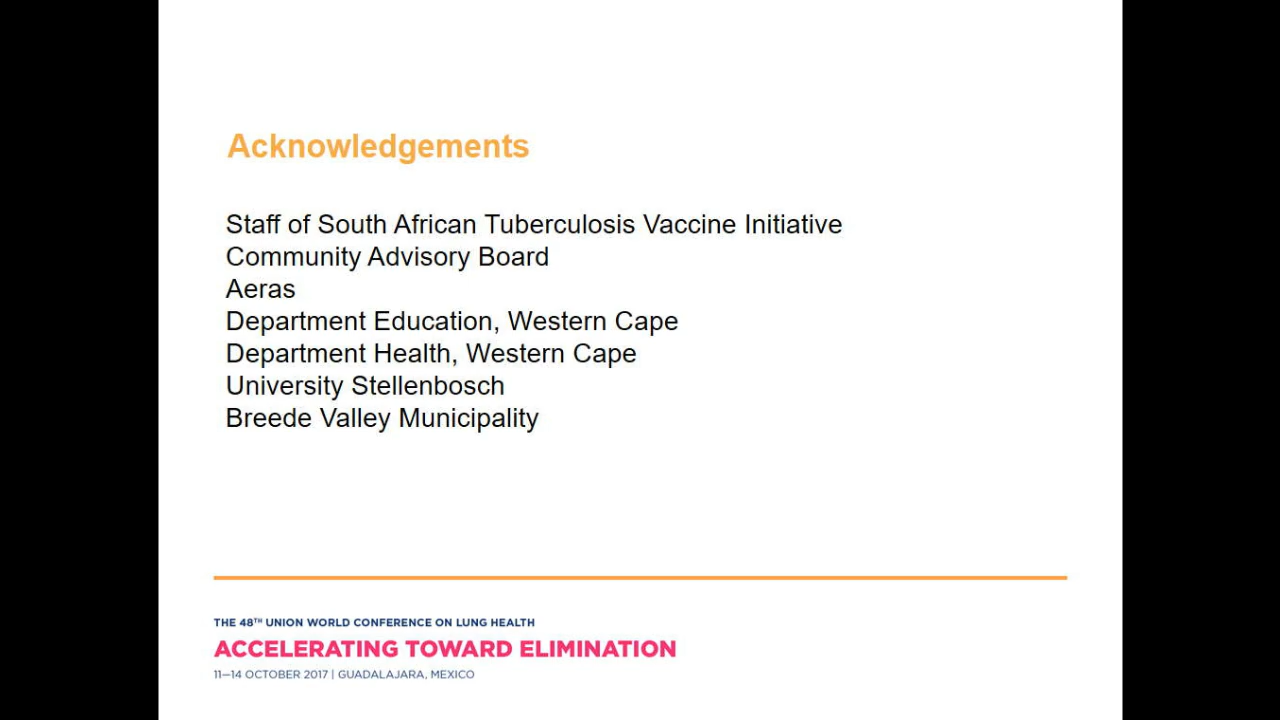 Acknowledgements
Staff of South African Tuberculosis Vaccine Initiative
Community Advisory Board
Aeras
Department Education, Western Cape
Department Health, Western Cape
University Stellenbosch
Breede Valley Municipality
THE 48TH UNION WORLD CONFERENCE ON LUNG HEALTH
ACCELERATING TOWARD ELIMINATION
11–14 OCTOBER 2017 | GUADALAJARA, MEXICO